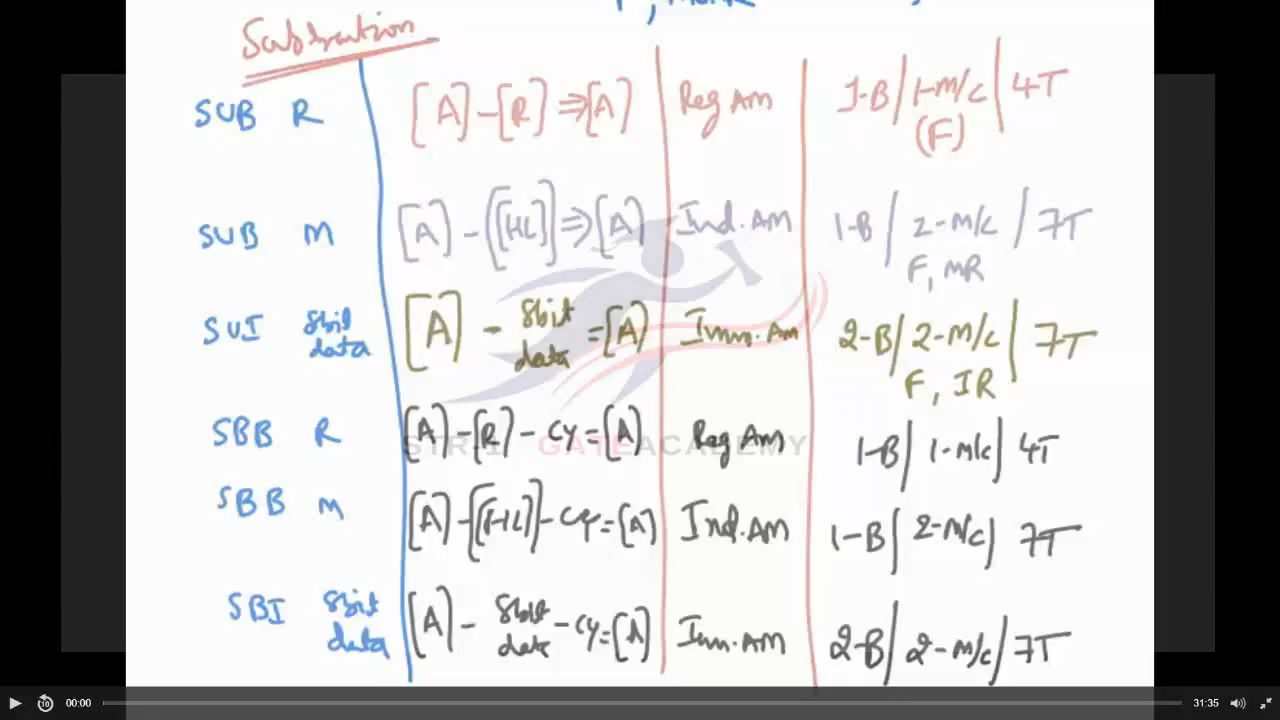 Subtraction
SUB R [A] - [R] ⇒ [A] Reg AM 1-B / 1-M/C | 4T
(F)
SUB M [A] - [[HL]] ⇒ [A] Ind. AM 1-B / 2-M/C / 7T
F, MR
SUI 8bit data [A] - 8bit data = [A] Imm. Am 2-B / 2-M/C | 7T
F, IR
SBB R [A] - [R] - CY = [A] Reg AM 1-B / 1-M/C | 4T
GATEACADEMY
SBB M [A] - [[HL]] - CY = [A] Ind. AM 1-B / 2-M/C | 7T
SBI 8bit data [A] - 8bit data - CY = [A] Imm. AM 2-B / 2-M/C / 7T
10 00:00 31:35